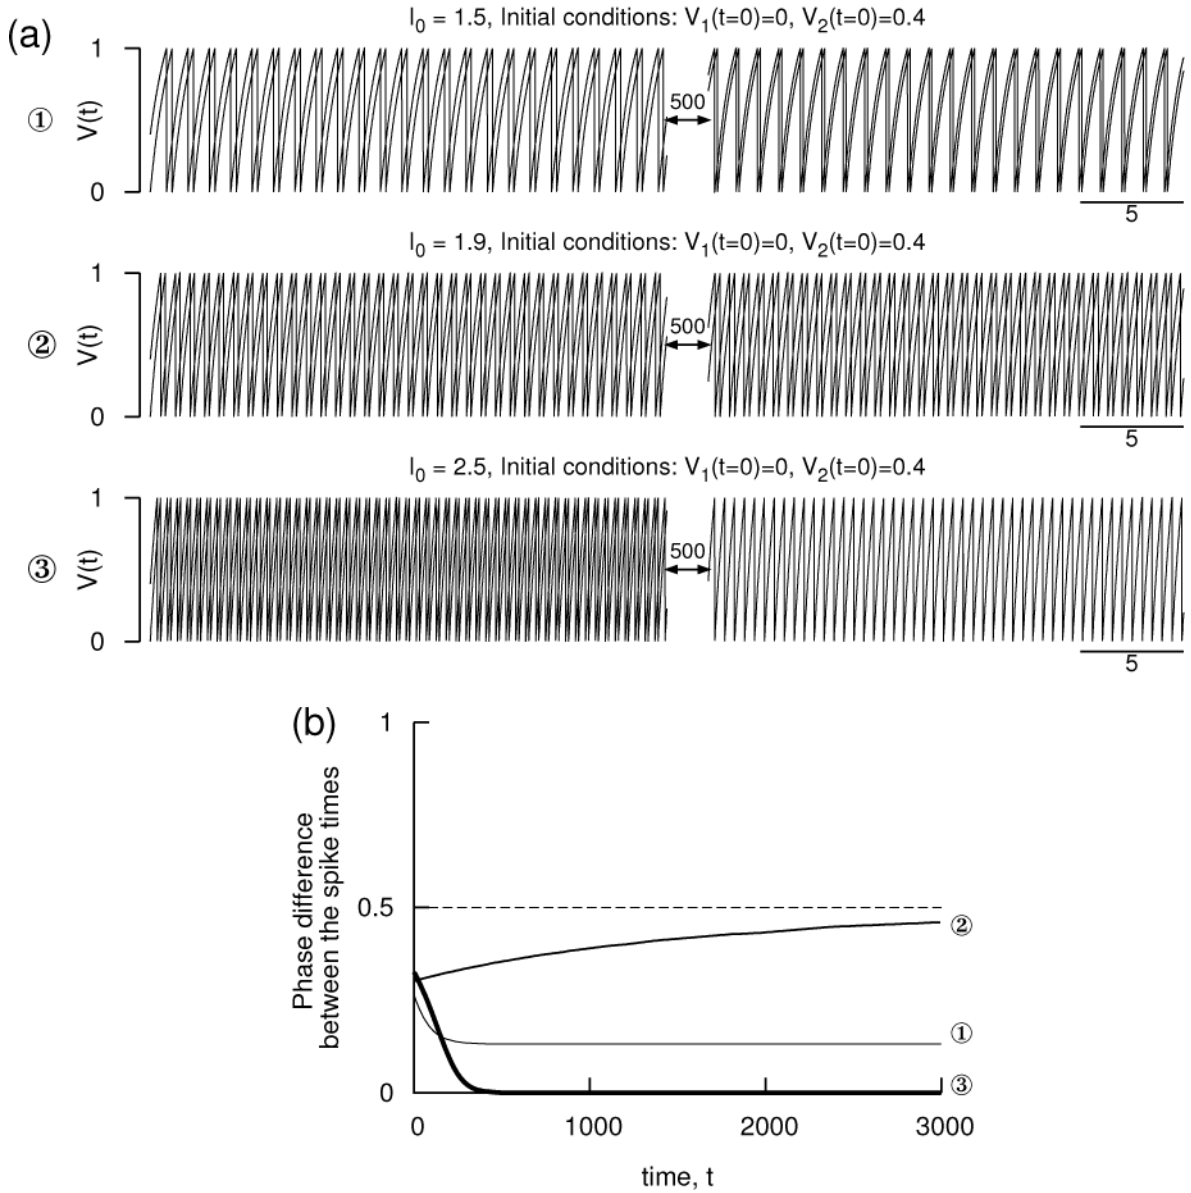 (a)
I₀ = 1.5, Initial conditions: V₁(t=0)=0, V₂(t=0)=0.4
①
V(t)
1
0
500
5
I₀ = 1.9, Initial conditions: V₁(t=0)=0, V₂(t=0)=0.4
②
V(t)
1
0
500
5
I₀ = 2.5, Initial conditions: V₁(t=0)=0, V₂(t=0)=0.4
③
V(t)
1
0
500
5
(b)
Phase difference
between the spike times
1
0.5
0
②
①
③
0
1000
2000
3000
time, t